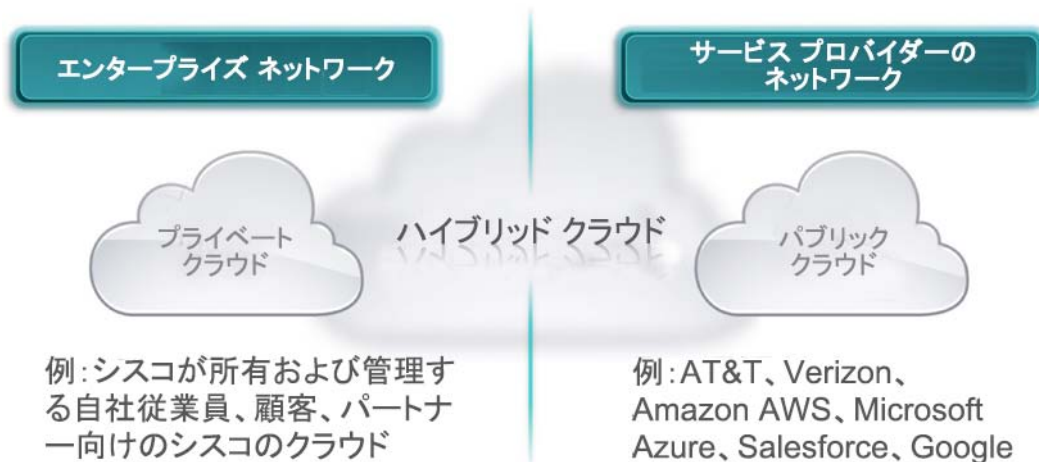 エンタープライズ ネットワーク
サービス プロバイダーの
ネットワーク
プライベート
クラウド
ハイブリッド クラウド
パブリック
クラウド
例：シスコが所有および管理す
る自社従業員、顧客、パートナ
ー向けのシスコのクラウド
例：AT&T、Verizon、
Amazon AWS、Microsoft
Azure、Salesforce、Google